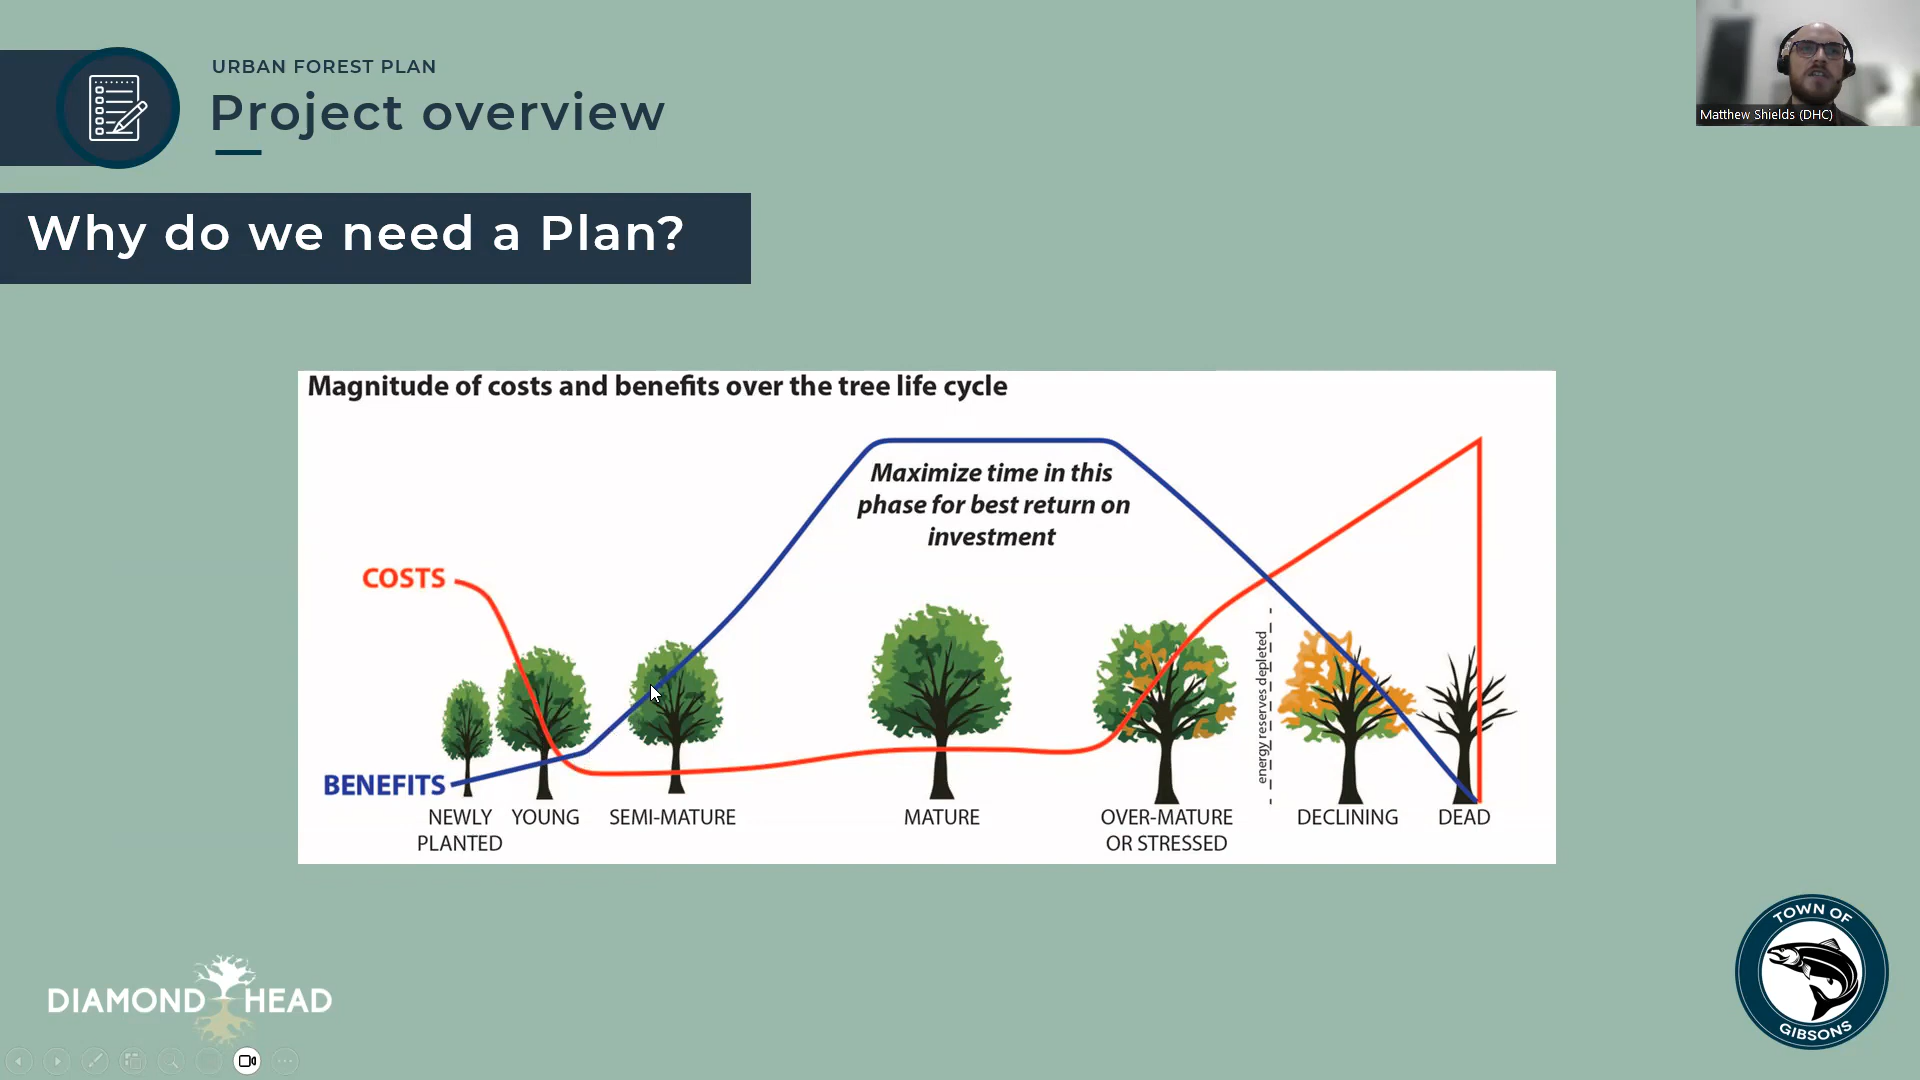 URBAN FOREST PLAN
Project overview
Matthew Shields (DHC)
Why do we need a Plan?
Magnitude of costs and benefits over the tree life cycle
Maximize time in this
phase for best return on
investment
COSTS
BENEFITS
energy reserves depleted
NEWLY
PLANTED
YOUNG
SEMI-MATURE
MATURE
OVER-MATURE
OR STRESSED
DECLINING
DEAD
DIAMOND HEAD
TOWN OF
GIBSONS